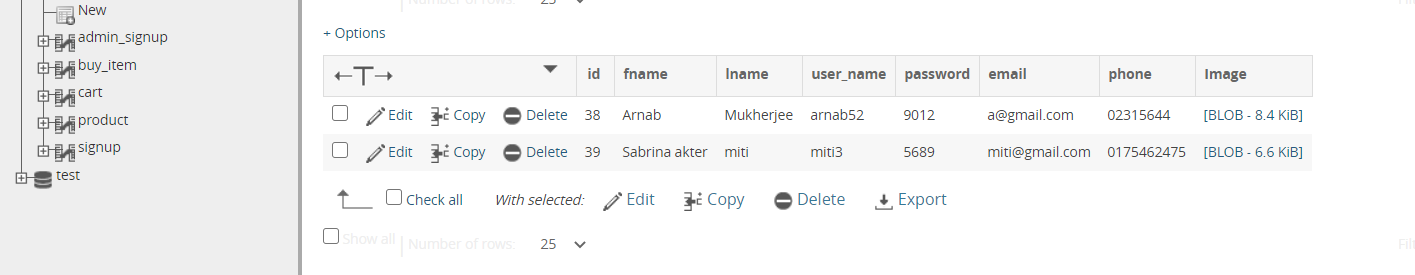 New
admin_signup
buy_item
cart
product
signup
test
Number of rows: 25
+ Options
←T→ id fname lname user_name password email phone Image
Edit Copy Delete 38 Arnab Mukherjee arnab52 9012 a@gmail.com 02315644 [BLOB - 8.4 KiB]
Edit Copy Delete 39 Sabrina akter miti miti3 5689 miti@gmail.com 0175462475 [BLOB - 6.6 KiB]
Check all With selected: Edit Copy Delete Export
Show all Number of rows: 25